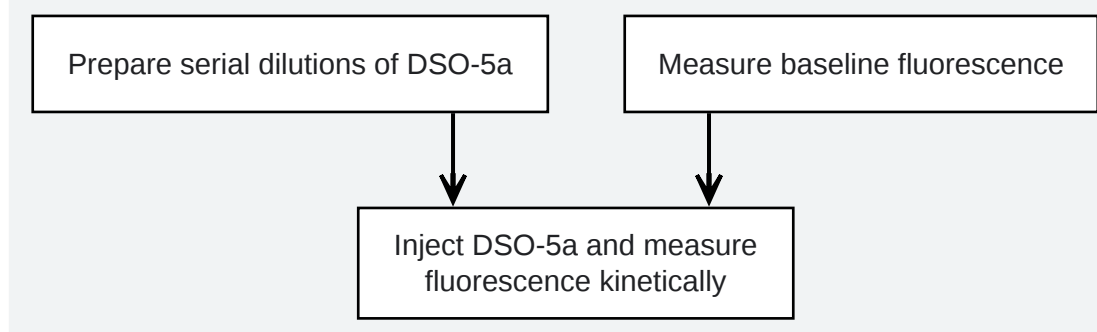 Prepare serial dilutions of DSO-5a
Measure baseline fluorescence
Inject DSO-5a and measure
fluorescence kinetically